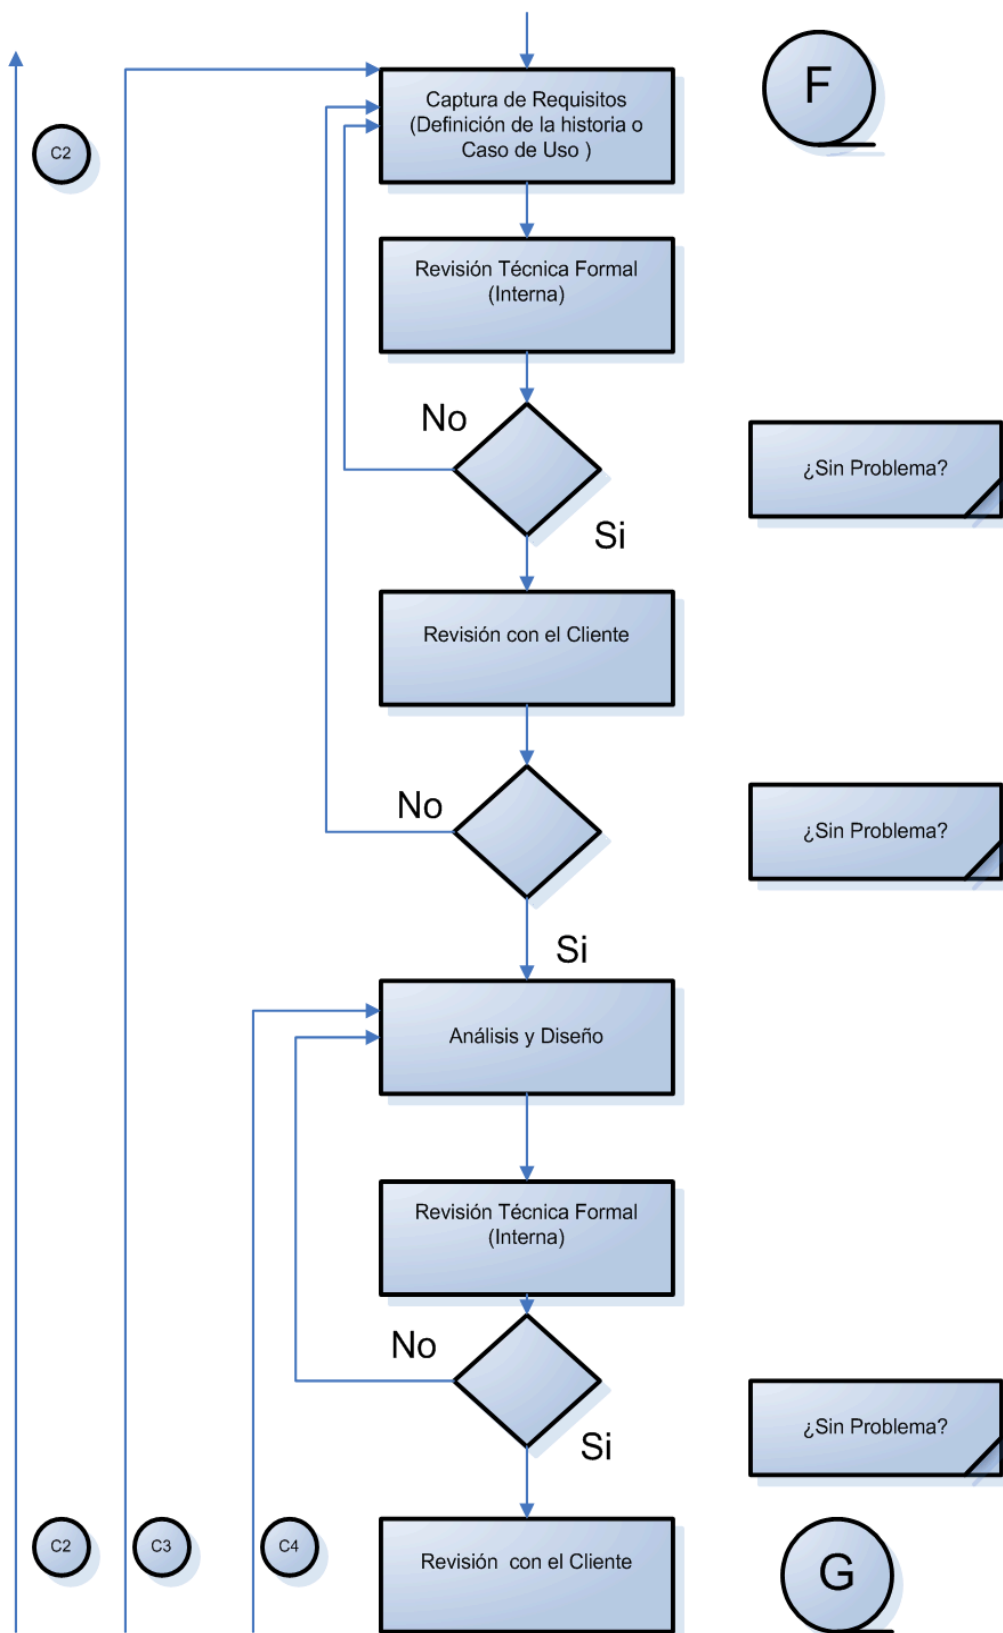 F
Captura de Requisitos
(Definición de la historia o
Caso de Uso )
C2
Revisión Técnica Formal
(Interna)
No
¿Sin Problema?
Si
Revisión con el Cliente
No
¿Sin Problema?
Si
Análisis y Diseño
Revisión Técnica Formal
(Interna)
No
¿Sin Problema?
Si
C2
C3
C4
Revisión  con el Cliente
G